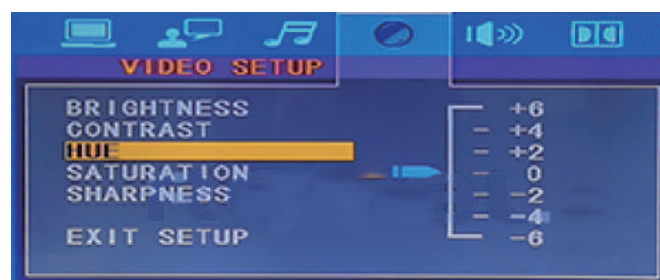 VIDEO SETUP
BRIGHTNESS
CONTRAST
HUE
SATURATION
SHARPNESS
EXIT SETUP
+6
+4
+2
0
-2
-4
-6